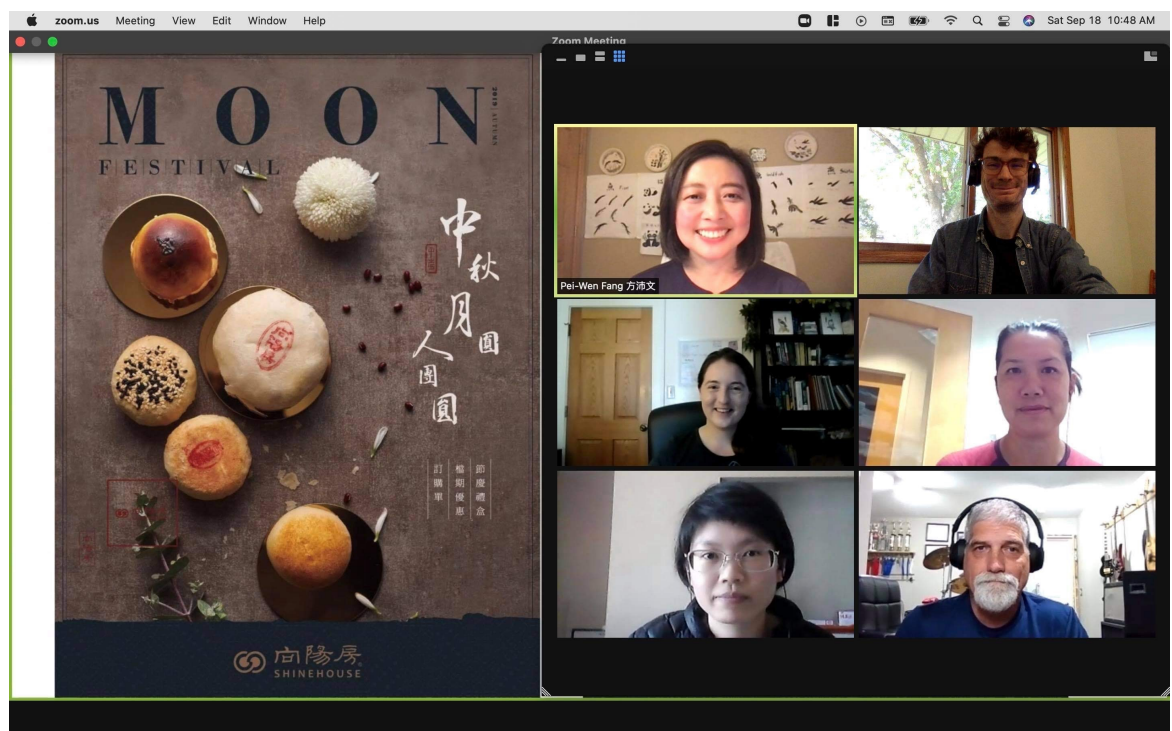 zoom.us Meeting View Edit Window Help
Sat Sep 18 10:48 AM
Zoom Meeting
MOON
2019 AUTUMN
FESTIVAL
中秋月圓
人團圓
節慶禮盒
檔期優惠
訂購單
向陽房
SHINEHOUSE
Pei-Wen Fang 方沛文